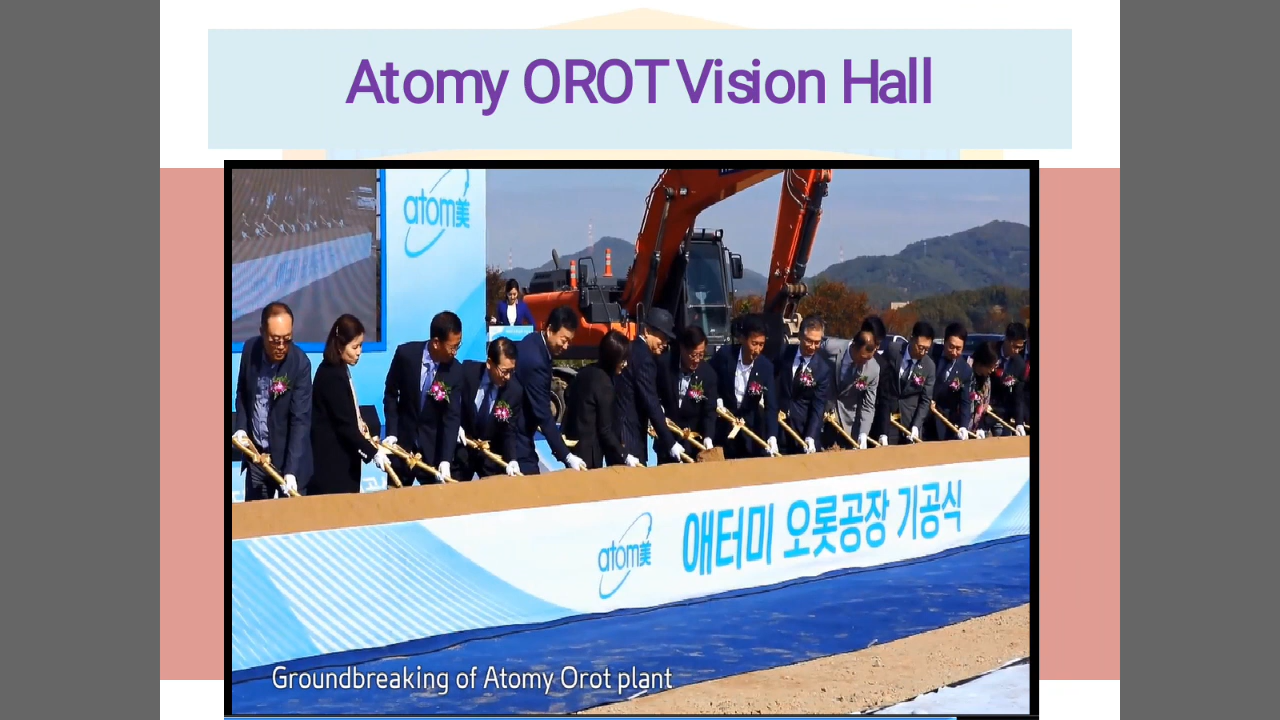 Atomy OROT Vision Hall
atom美
atom美
애터미 오롯공장 기공식
Groundbreaking of Atomy Orot plant